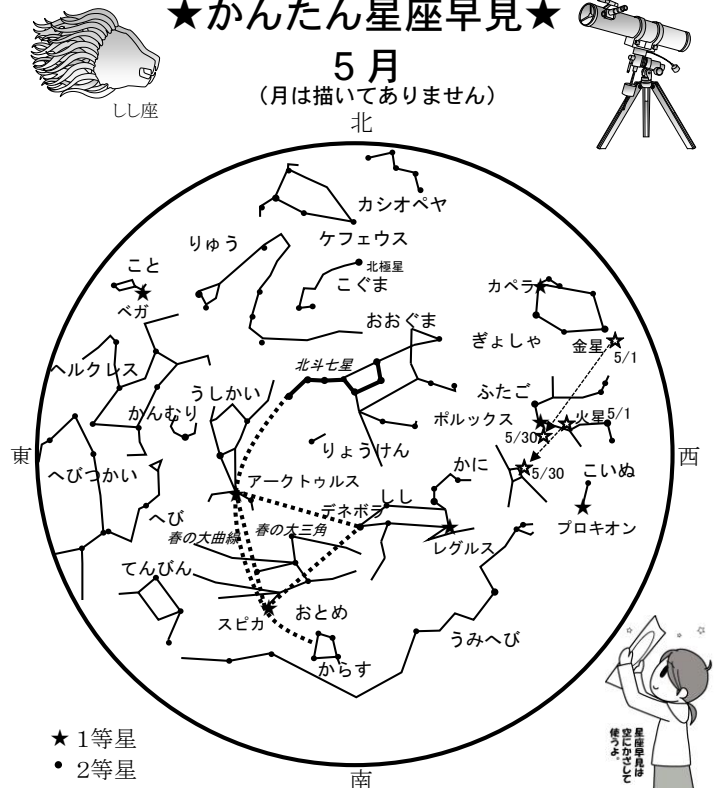 ★かんたん星座早見★
5月
(月は描いてありません)
しし座
北
カシオペヤ
ケフェウス
りゅう
北極星
こぐま
こと
ベガ
カペラ
おおぐま
ぎょしゃ
金星
5/1
北斗七星
ヘルクレス
うしかい
ふたご
かんむり
ポルックス
火星5/1
5/30
東
りょうけん
かに
西
へびつかい
アークトゥルス
しし
5/30
こいぬ
デネボラ
へび
春の大曲線
春の大三角
レグルス
プロキオン
てんびん
スピカ
おとめ
うみへび
からす
★ 1等星
• 2等星
南
星座早見は
空にかざして
使うよ。